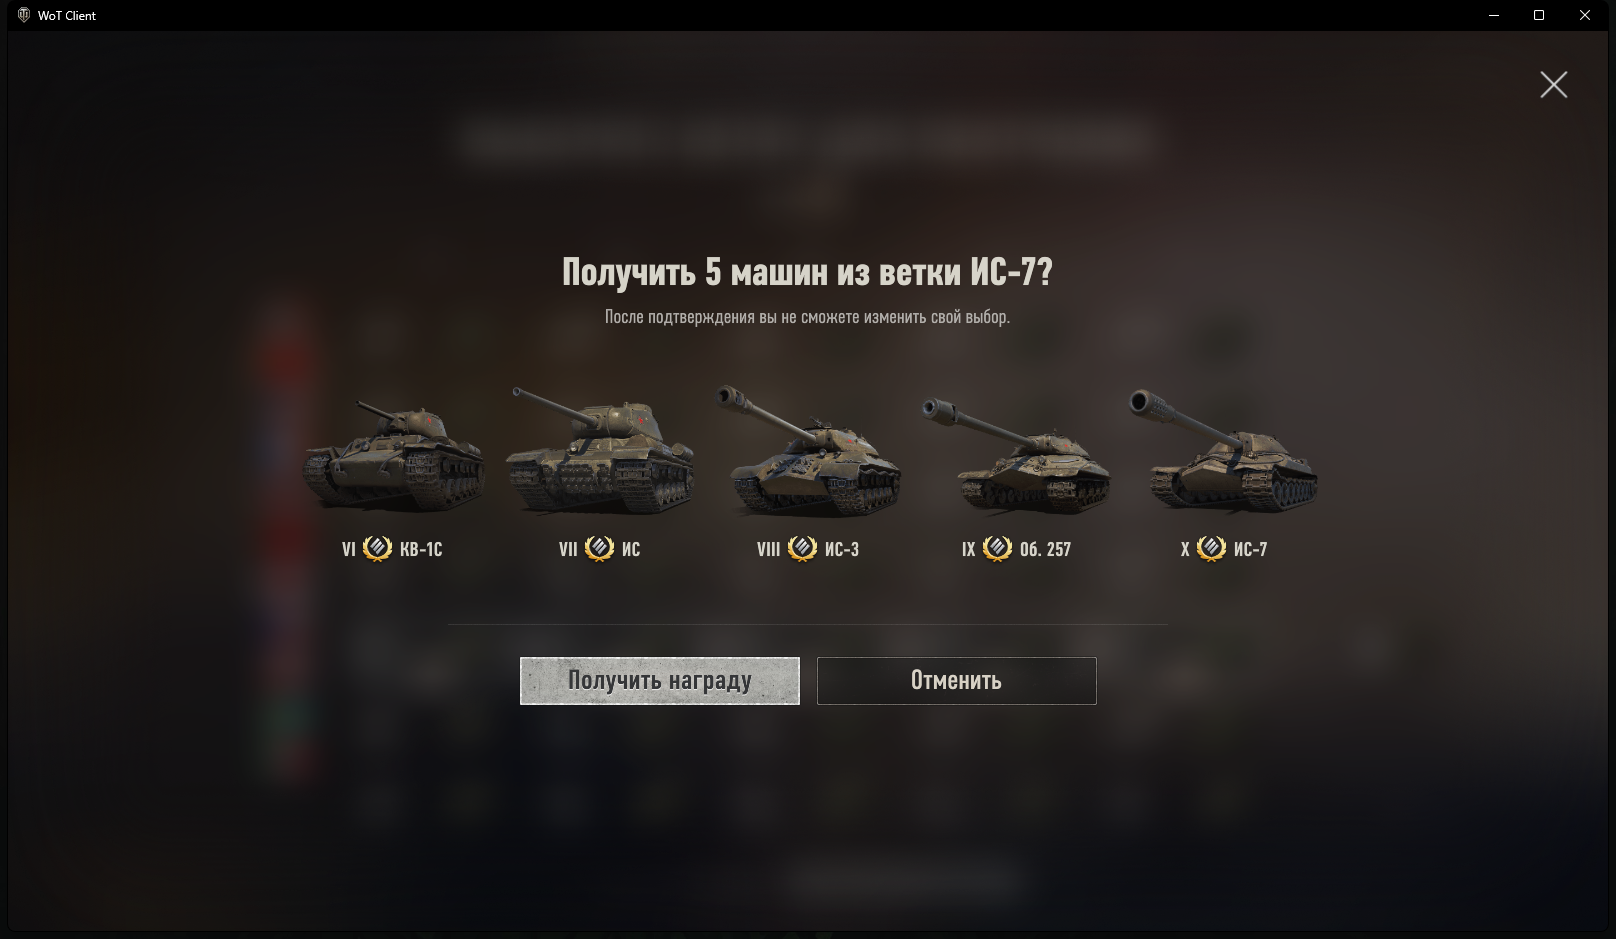 WoT Client
Получить 5 машин из ветки ИС-7?
После подтверждения вы не сможете изменить свой выбор.
VI КВ-1С VII ИС VIII ИС-3 IX Об. 257 X ИС-7
Получить награду Отменить